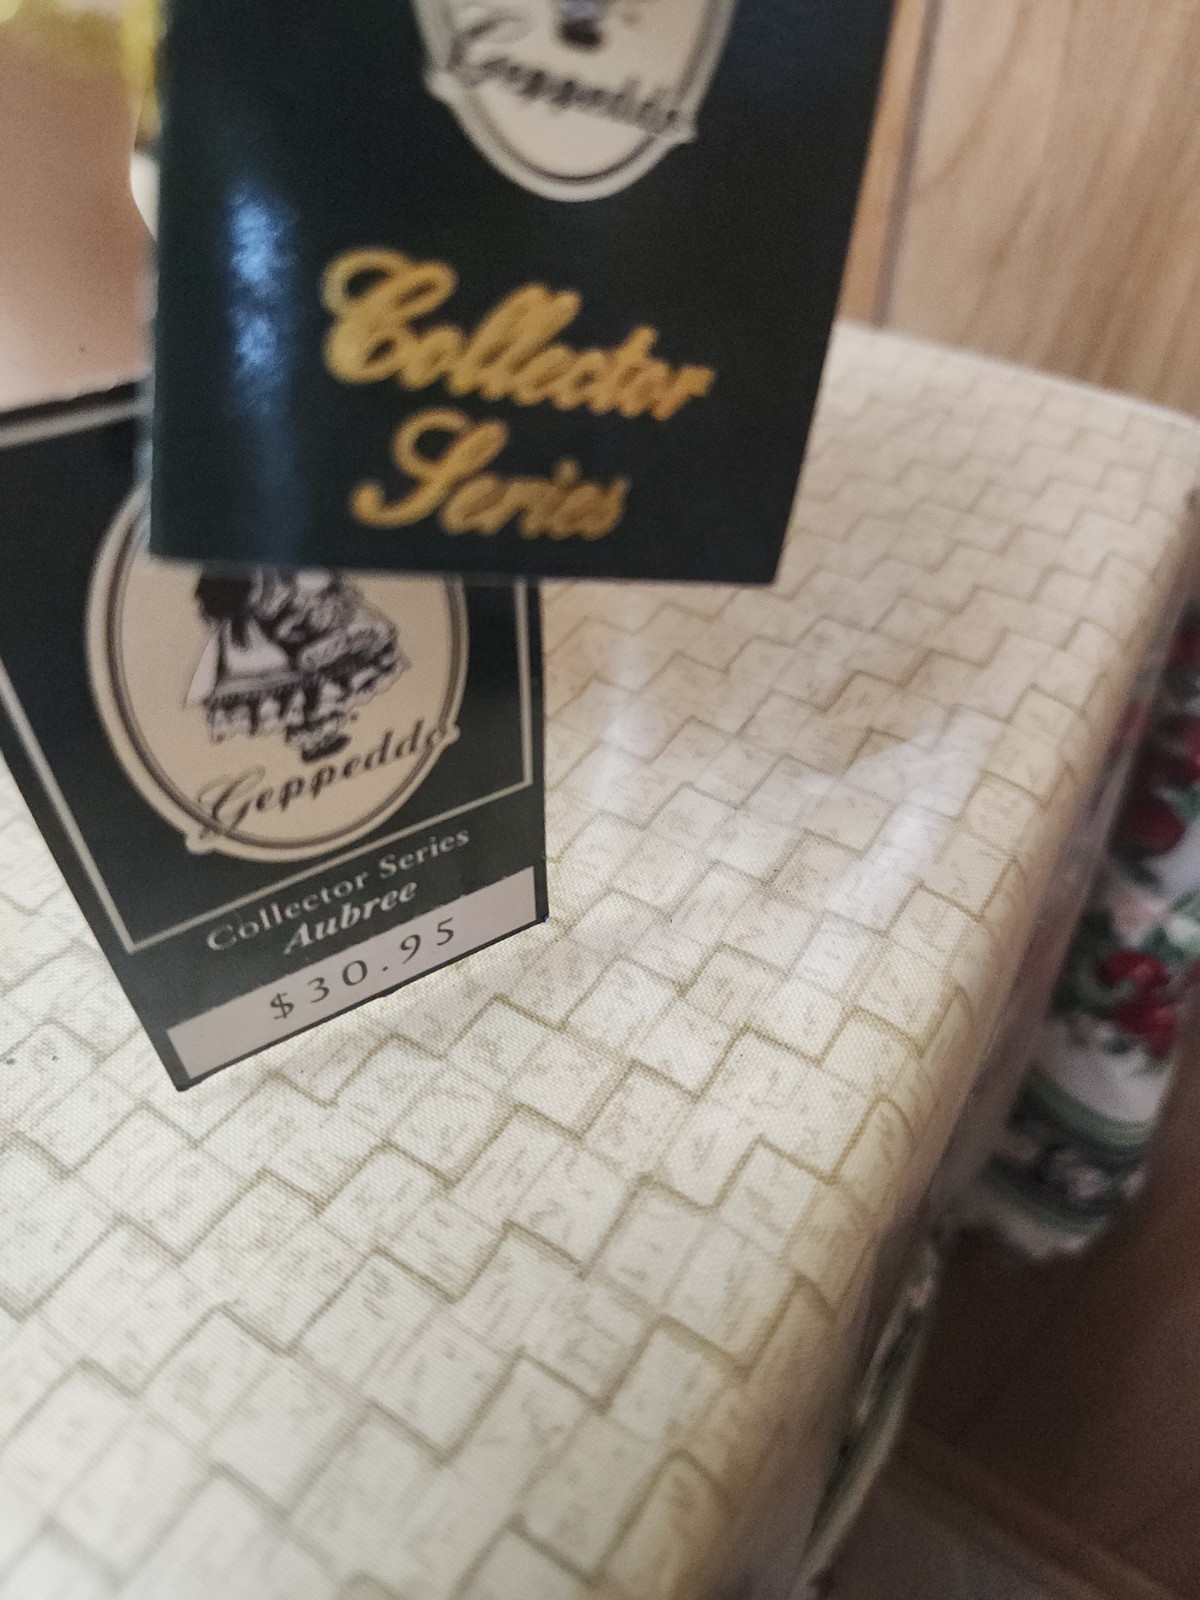 Geppeddo
Collector
Series
Geppeddo
Collector Series
Aubree
$30.95